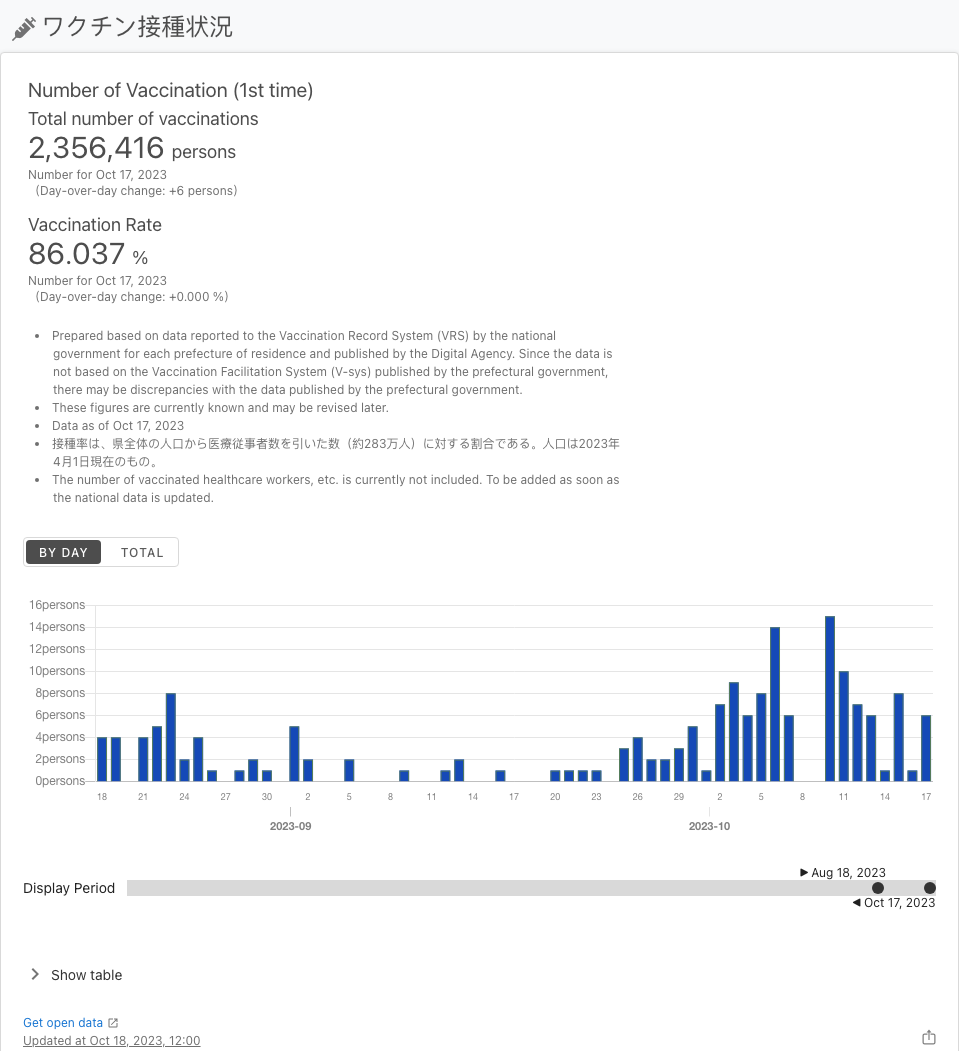 ワクチン接種状況
Number of Vaccination (1st time)
Total number of vaccinations
2,356,416 persons
Number for Oct 17, 2023
(Day-over-day change: +6 persons)
Vaccination Rate
86.037 %
Number for Oct 17, 2023
(Day-over-day change: +0.000 %)
• Prepared based on data reported to the Vaccination Record System (VRS) by the national
government for each prefecture of residence and published by the Digital Agency. Since the data is
not based on the Vaccination Facilitation System (V-sys) published by the prefectural government,
there may be discrepancies with the data published by the prefectural government.
• These figures are currently known and may be revised later.
• Data as of Oct 17, 2023
• 接種率は、県全体の人口から医療従事者数を引いた数（約283万人）に対する割合である。人口は2023年
4月1日現在のもの。
• The number of vaccinated healthcare workers, etc. is currently not included. To be added as soon as
the national data is updated.
BY DAY TOTAL
16persons
14persons
12persons
10persons
8persons
6persons
4persons
2persons
0persons
18 21 24 27 30 2 5 8 11 14 17 20 23 26 29 2 5 8 11 14 17
2023-09 2023-10
▶ Aug 18, 2023
Display Period
◀ Oct 17, 2023
Show table
Get open data
Updated at Oct 18, 2023, 12:00